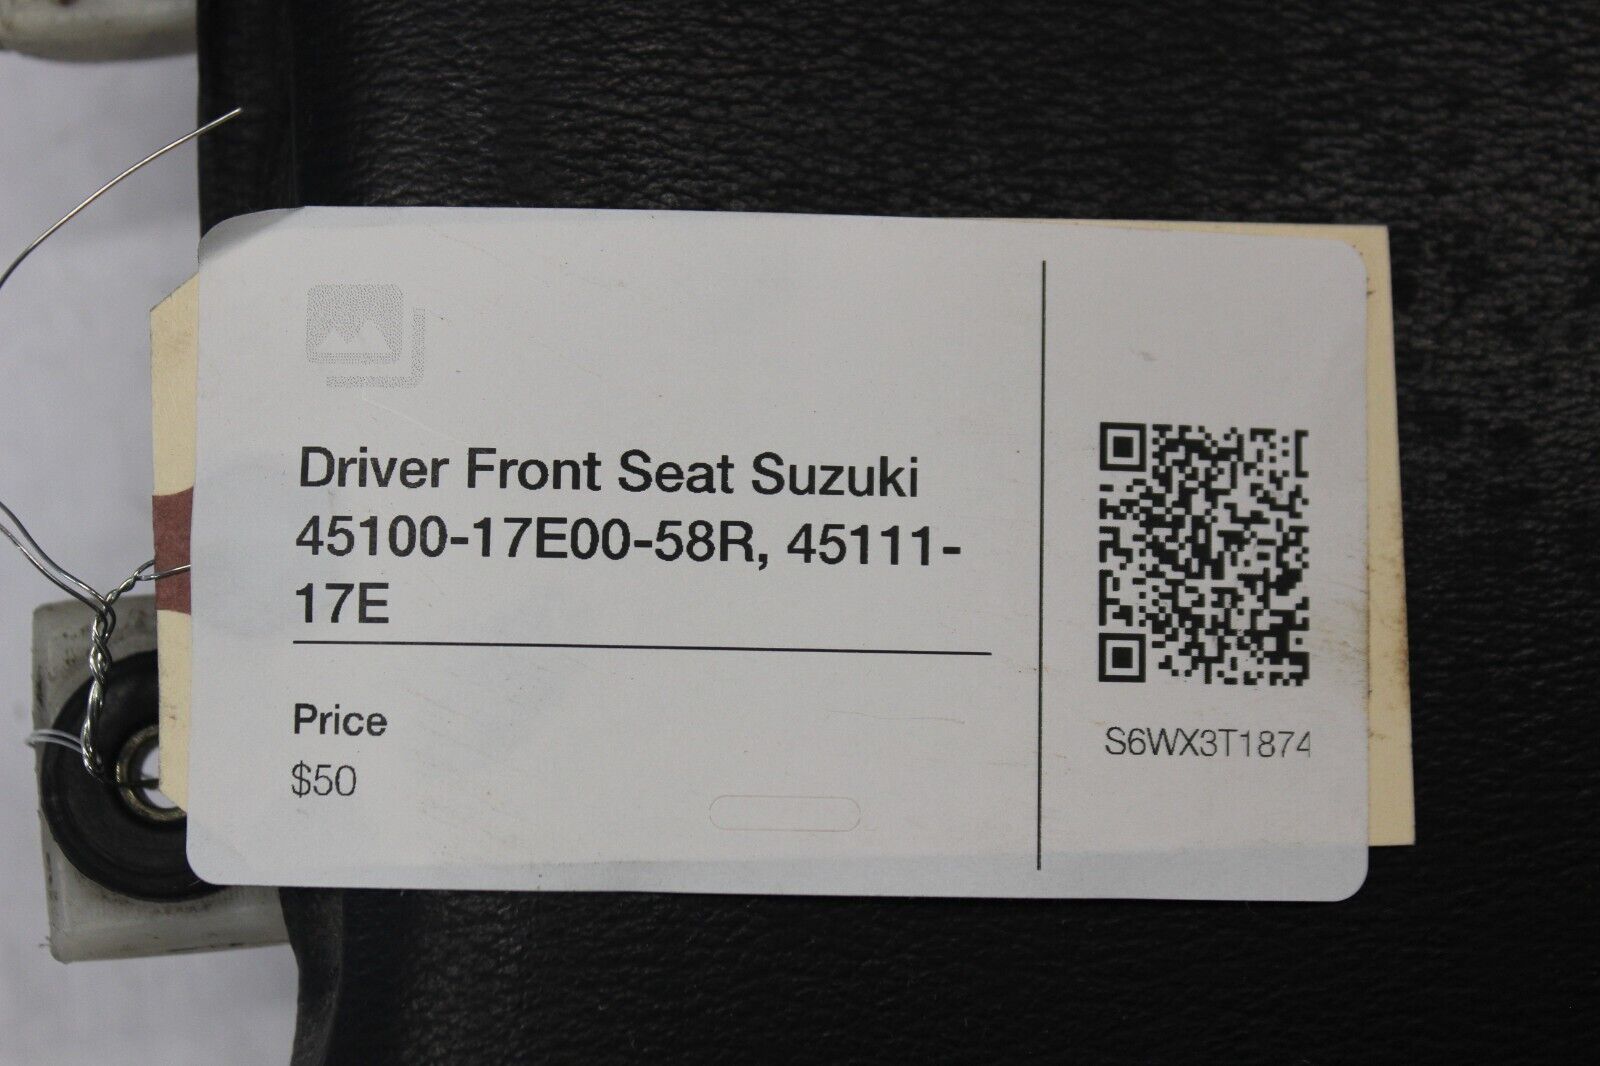 Driver Front Seat Suzuki
45100-17E00-58R, 45111-
17E
Price
$50
S6WX3T1874